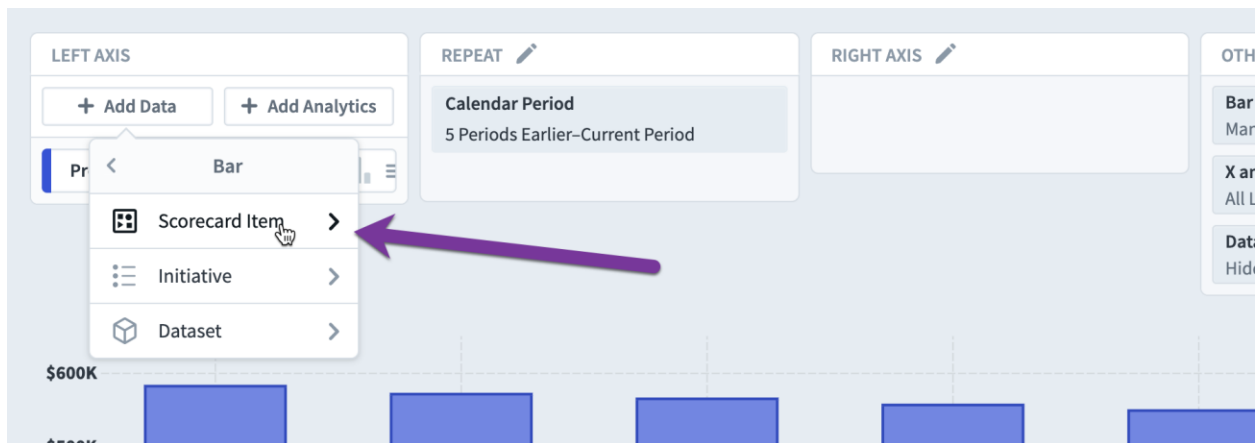 LEFT AXIS
REPEAT
RIGHT AXIS
Add Data
Add Analytics
Calendar Period
5 Periods Earlier–Current Period
Bar
Bar
Scorecard Item
Initiative
Dataset
$600K